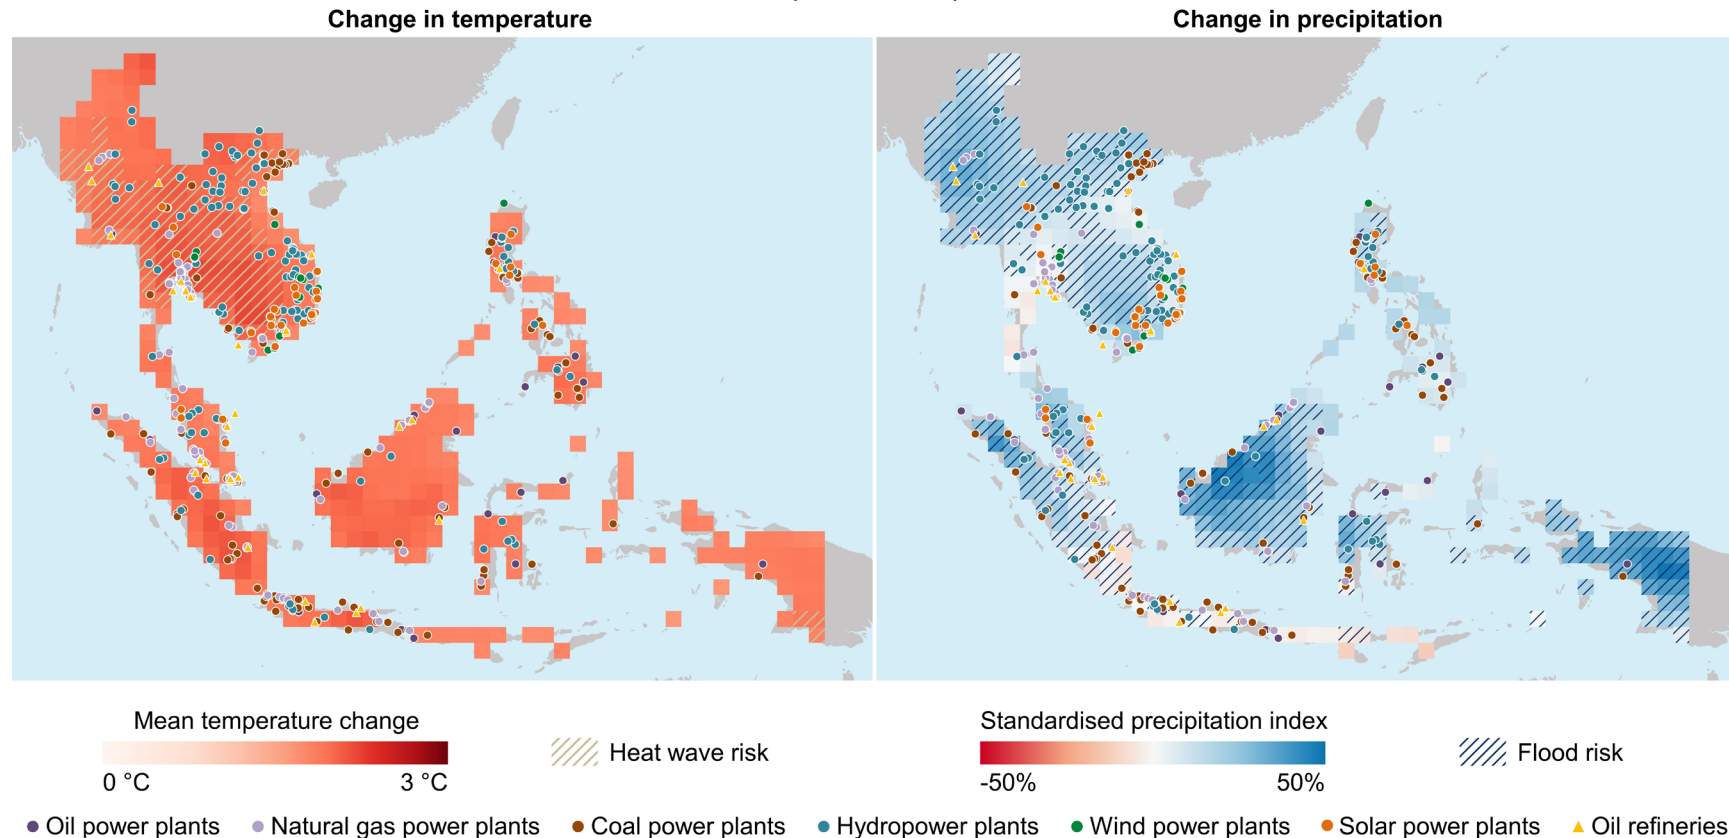 Change in temperature
Change in precipitation
Mean temperature change
0 °C
3 °C
Heat wave risk
Standardised precipitation index
-50%
50%
Flood risk
Oil power plants
Natural gas power plants
Coal power plants
Hydropower plants
Wind power plants
Solar power plants
Oil refineries